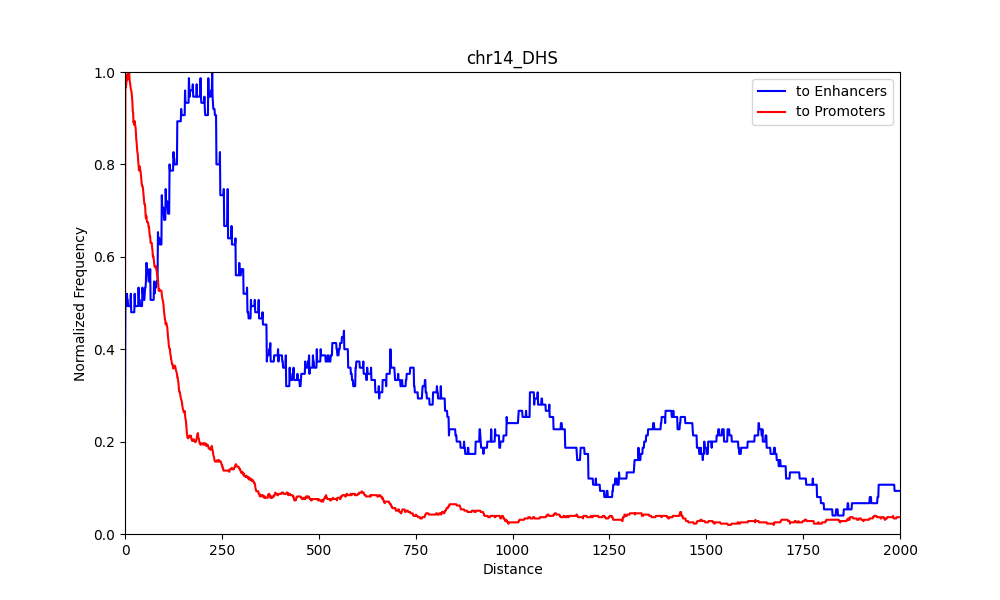 chr14_DHS
to Enhancers
to Promoters
Normalized Frequency
1.0
0.8
0.6
0.4
0.2
0.0
0 250 500 750 1000 1250 1500 1750 2000
Distance